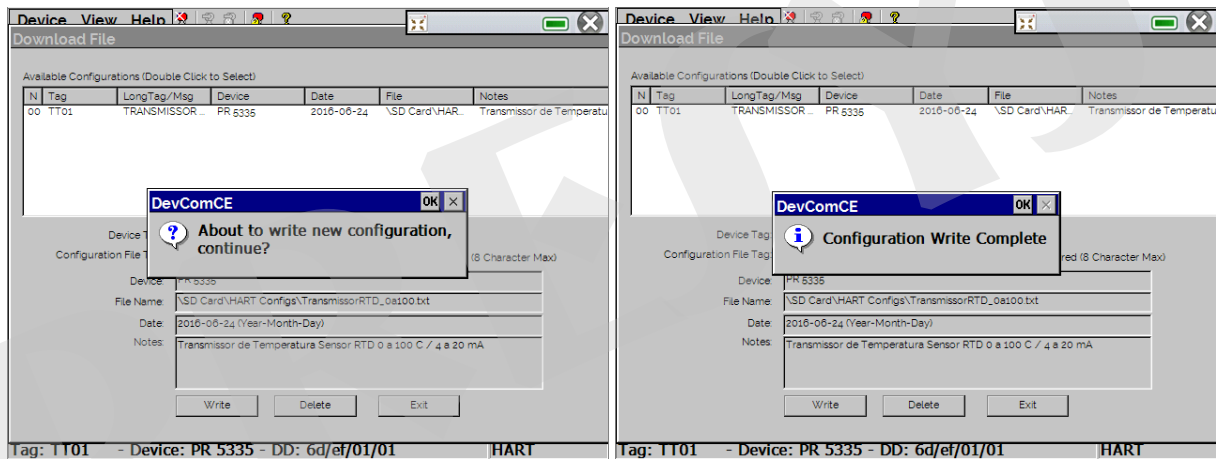 Device View Help
Download File
Available Configurations (Double Click to Select)
N Tag LongTag/Msg Device Date File Notes
00 TT01 TRANSMISSOR ... PR 5335 2016-06-24 \SD Card\HAR... Transmissor de Temperatu
DevComCE OK
About to write new configuration,
continue?
Device T
Configuration File T (8 Character Max)
Device: PR 5335
File Name: \SD Card\HART Configs\TransmissorRTD_0a100.txt
Date: 2016-06-24 (Year-Month-Day)
Notes: Transmissor de Temperatura Sensor RTD 0 a 100 C / 4 a 20 mA
Write Delete Exit
Tag: TT01 - Device: PR 5335 - DD: 6d/ef/01/01 HART
Device View Help
Download File
Available Configurations (Double Click to Select)
N Tag LongTag/Msg Device Date File Notes
00 TT01 TRANSMISSOR ... PR 5335 2016-06-24 \SD Card\HAR... Transmissor de Temperatu
DevComCE OK
Configuration Write Complete
Device Tag:
Configuration File Tag: red (8 Character Max)
Device: PR 5335
File Name: \SD Card\HART Configs\TransmissorRTD_0a100.txt
Date: 2016-06-24 (Year-Month-Day)
Notes: Transmissor de Temperatura Sensor RTD 0 a 100 C / 4 a 20 mA
Write Delete Exit
Tag: TT01 - Device: PR 5335 - DD: 6d/ef/01/01 HART